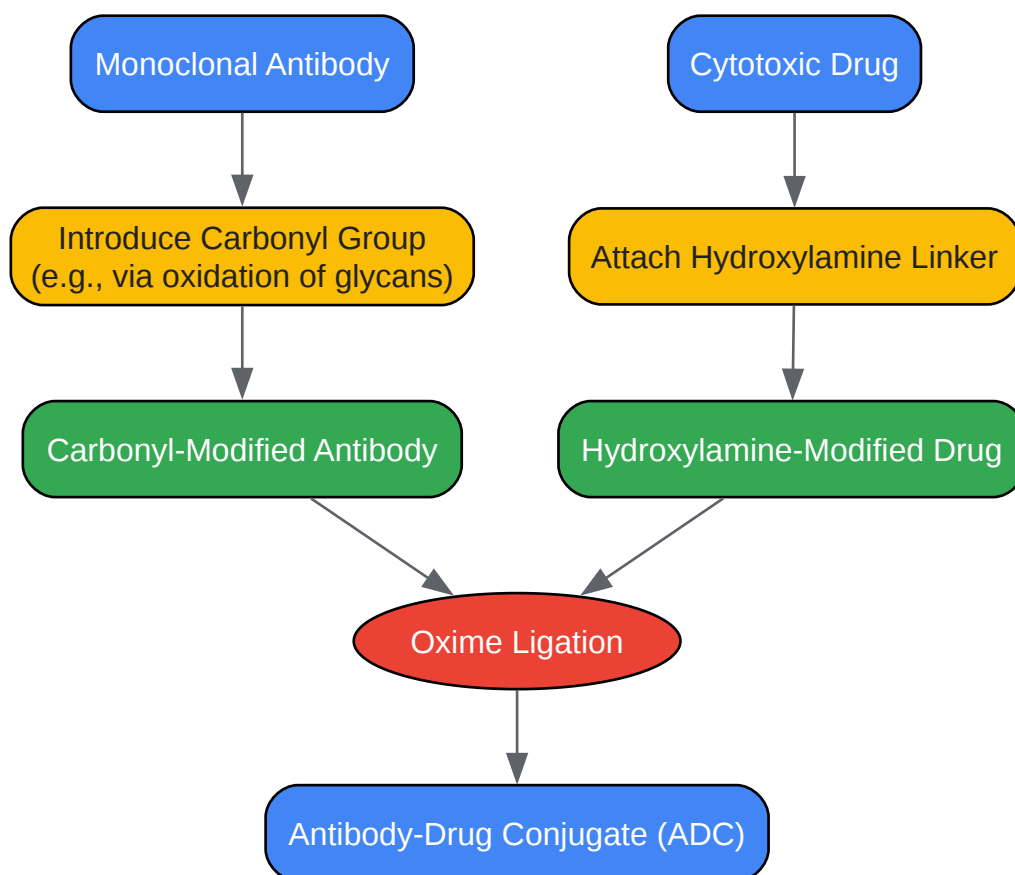 Monoclonal Antibody
Cytotoxic Drug
Introduce Carbonyl Group
(e.g., via oxidation of glycans)
Attach Hydroxylamine Linker
Carbonyl-Modified Antibody
Hydroxylamine-Modified Drug
Oxime Ligation
Antibody-Drug Conjugate (ADC)